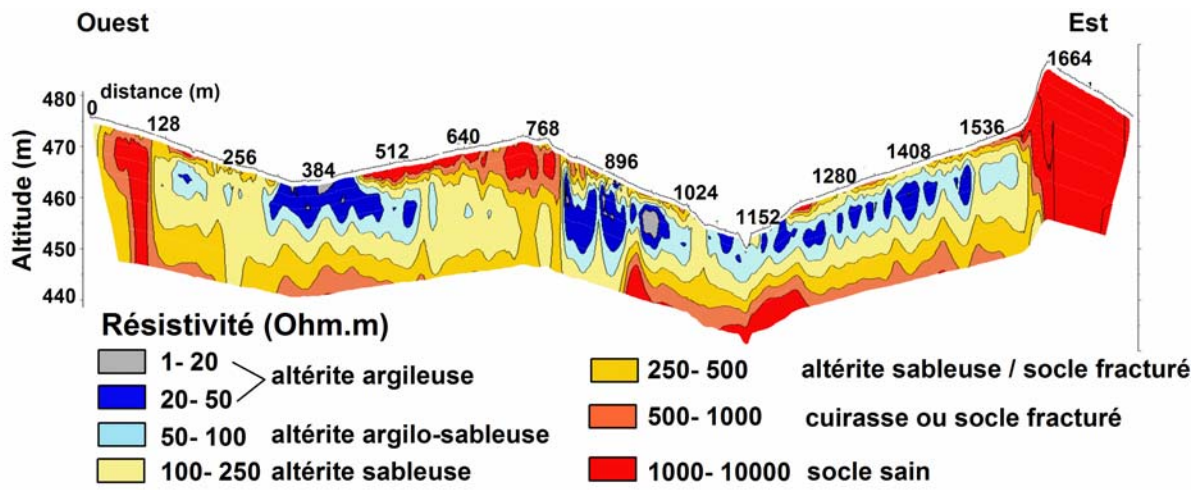 Ouest
Est
distance (m)
Altitude (m)
480
470
460
450
440
0
128
256
384
512
640
768
896
1024
1152
1280
1408
1536
1664
Résistivité (Ohm.m)
1- 20
20- 50
altérite argileuse
50- 100 altérite argilo-sableuse
100- 250 altérite sableuse
250- 500 altérite sableuse / socle fracturé
500- 1000 cuirasse ou socle fracturé
1000- 10000 socle sain